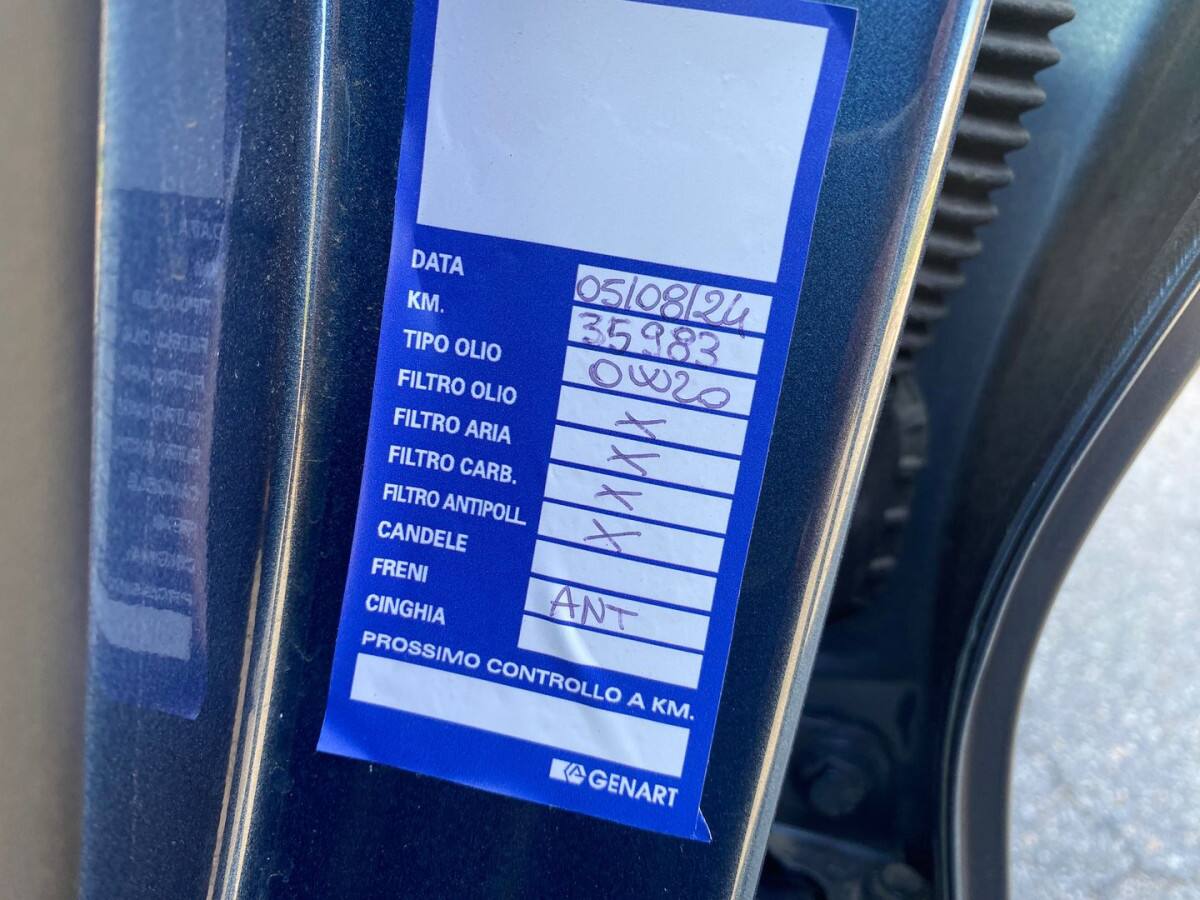 DATA 05/08/24
KM. 35983
TIPO OLIO 0W20
FILTRO OLIO X
FILTRO ARIA X
FILTRO CARB. X
FILTRO ANTIPOLL X
CANDELE
FRENI ANT
CINGHIA
PROSSIMO CONTROLLO A KM.
GENART